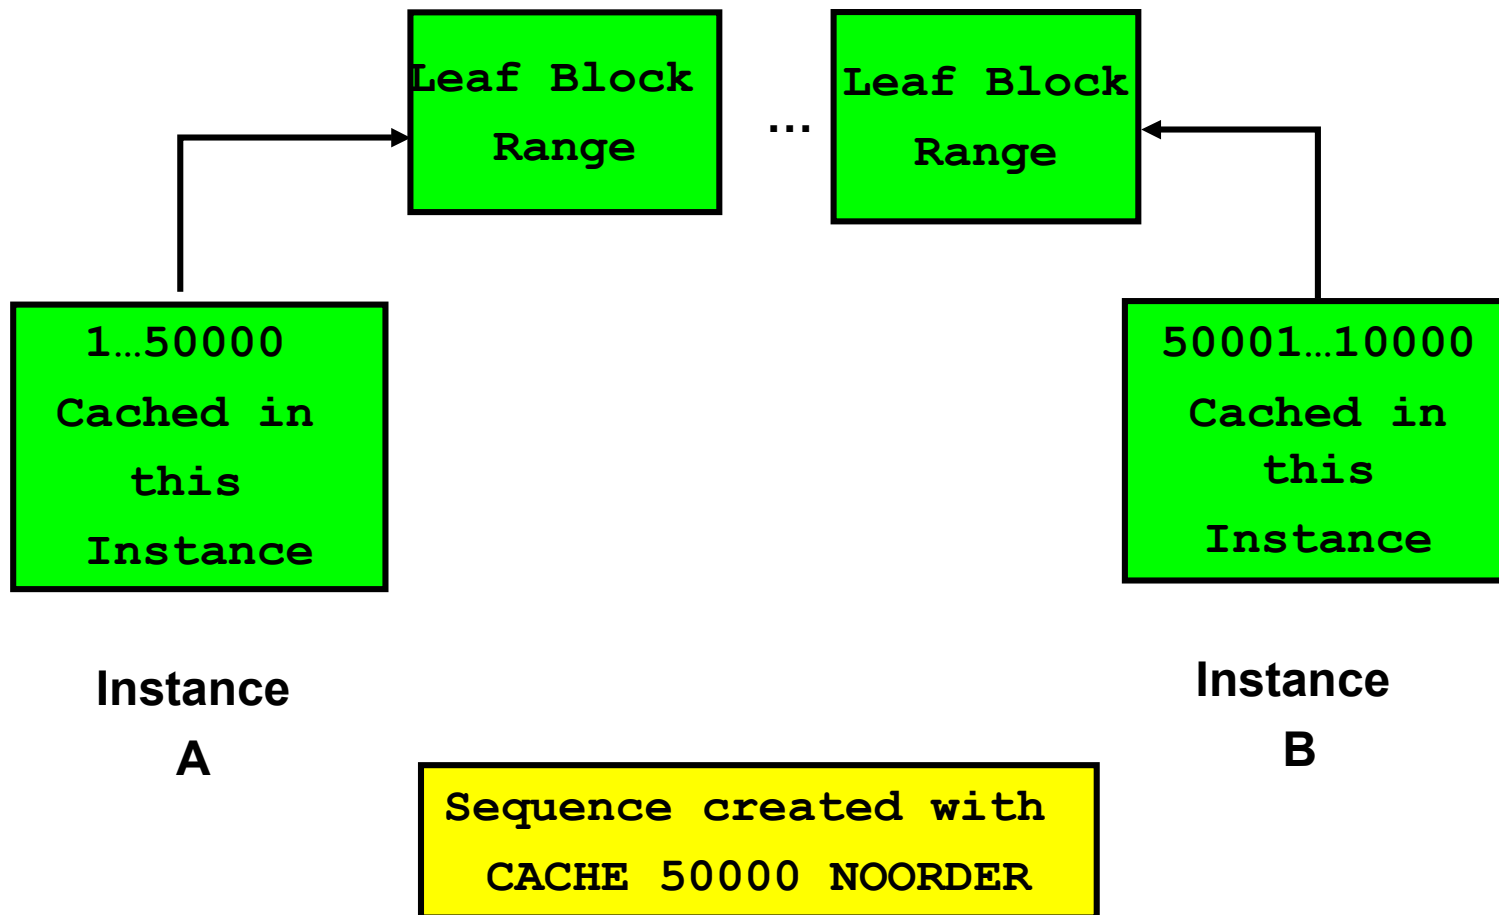 Leaf Block
Range
...
Leaf Block
Range
1...50000
Cached in
this
Instance
50001...10000
Cached in
this
Instance
Instance
A
Instance
B
Sequence created with
CACHE 50000 NOORDER